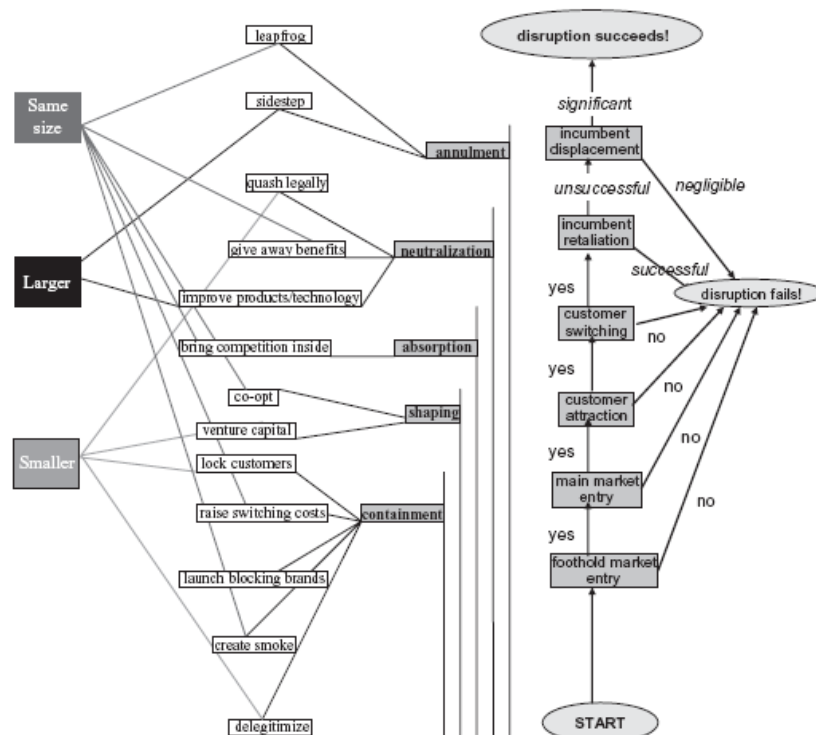 leapfrog
disruption succeeds!
Same
size
sidestep
significant
incumbent
displacement
annulment
quash legally
unsuccessful
negligible
incumbent
retaliation
give away benefits
neutralization
successful
Larger
improve products/technology
yes
disruption fails!
customer
switching
no
bring competition inside
absorption
yes
no
co-opt
shaping
customer
attraction
venture capital
no
Smaller
lock customers
yes
main market
entry
no
raise switching costs
containment
yes
foothold market
entry
launch blocking brands
create smoke
delegitimize
START